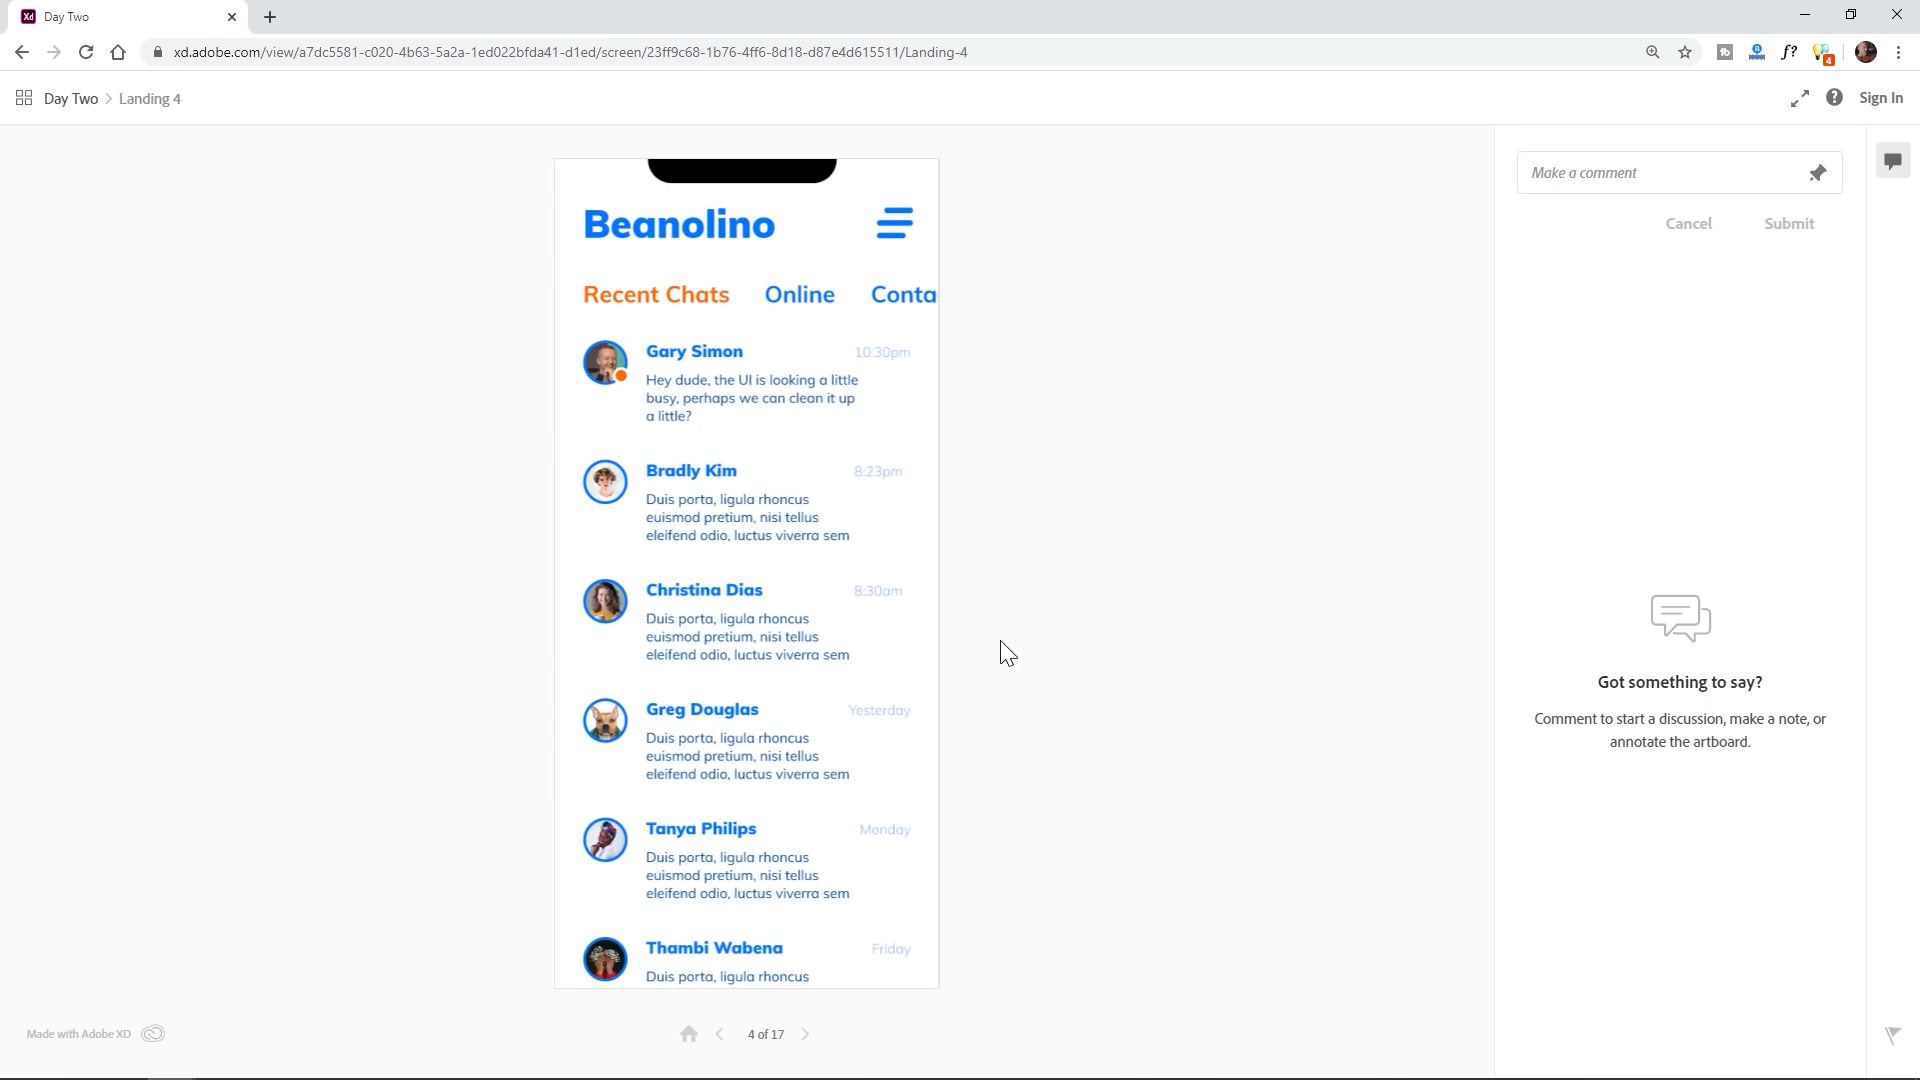 Xd Day Two
xd.adobe.com/view/a7dc5581-c020-4b63-5a2a-1ed022bfda41-d1ed/screen/23ff9c68-1b76-4ff6-8d18-d87e4d615511/Landing-4
f?
4
Day Two > Landing 4
Sign In
Make a comment
Cancel Submit
Beanolino
Recent Chats Online Conta
Gary Simon 10:30pm
Hey dude, the UI is looking a little
busy, perhaps we can clean it up
a little?
Bradly Kim 8:23pm
Duis porta, ligula rhoncus
euismod pretium, nisi tellus
eleifend odio, luctus viverra sem
Christina Dias 8:30am
Duis porta, ligula rhoncus
euismod pretium, nisi tellus
eleifend odio, luctus viverra sem
Greg Douglas Yesterday
Duis porta, ligula rhoncus
euismod pretium, nisi tellus
eleifend odio, luctus viverra sem
Tanya Philips Monday
Duis porta, ligula rhoncus
euismod pretium, nisi tellus
eleifend odio, luctus viverra sem
Thambi Wabena Friday
Duis porta, ligula rhoncus
Got something to say?
Comment to start a discussion, make a note, or
annotate the artboard.
Made with Adobe XD
4 of 17